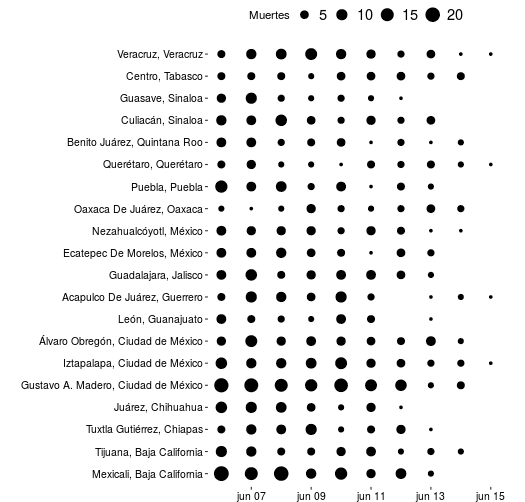 Muertes 5 10 15 20
Veracruz, Veracruz
Centro, Tabasco
Guasave, Sinaloa
Culiacán, Sinaloa
Benito Juárez, Quintana Roo
Querétaro, Querétaro
Puebla, Puebla
Oaxaca De Juárez, Oaxaca
Nezahualcóyotl, México
Ecatepec De Morelos, México
Guadalajara, Jalisco
Acapulco De Juárez, Guerrero
León, Guanajuato
Álvaro Obregón, Ciudad de México
Iztapalapa, Ciudad de México
Gustavo A. Madero, Ciudad de México
Juárez, Chihuahua
Tuxtla Gutiérrez, Chiapas
Tijuana, Baja California
Mexicali, Baja California
jun 07 jun 09 jun 11 jun 13 jun 15